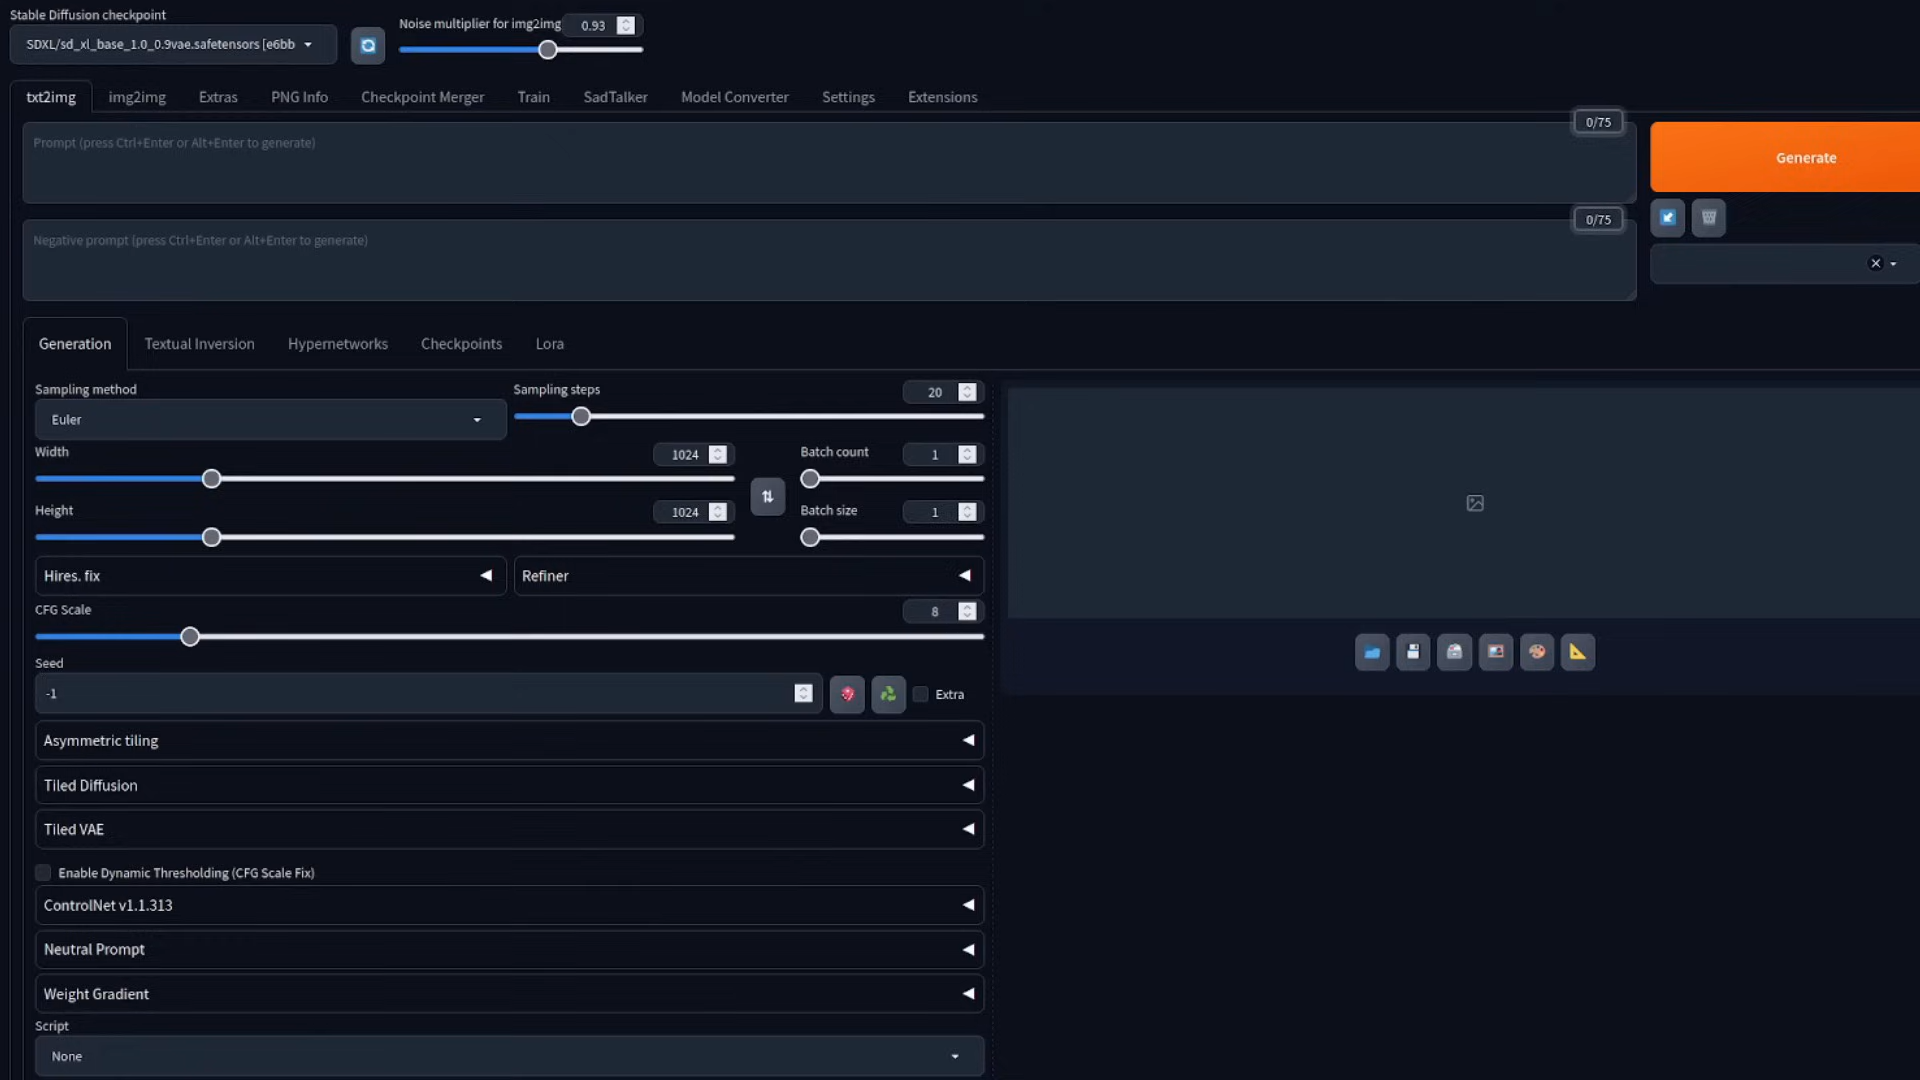 Stable Diffusion checkpoint
SDXL/sd_xl_base_1.0_0.9vae.safetensors [e6bb
Noise multiplier for img2img 0.93
txt2img img2img Extras PNG Info Checkpoint Merger Train SadTalker Model Converter Settings Extensions
0/75
Prompt (press Ctrl+Enter or Alt+Enter to generate)
Generate
0/75
Negative prompt (press Ctrl+Enter or Alt+Enter to generate)
Generation Textual Inversion Hypernetworks Checkpoints Lora
Sampling method
Euler
Sampling steps 20
Width 1024
Batch count 1
Height 1024
Batch size 1
Hires. fix
Refiner
CFG Scale 8
Seed
-1
Extra
Asymmetric tiling
Tiled Diffusion
Tiled VAE
Enable Dynamic Thresholding (CFG Scale Fix)
ControlNet v1.1.313
Neutral Prompt
Weight Gradient
Script
None